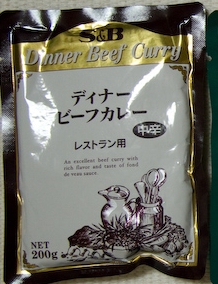 S&B
Dinner Beef Curry
ディナー
ビーフカレー 中辛
レストラン用
An excellent beef curry with
rich flavor and taste of fond
de veau sauce.
NET
200g